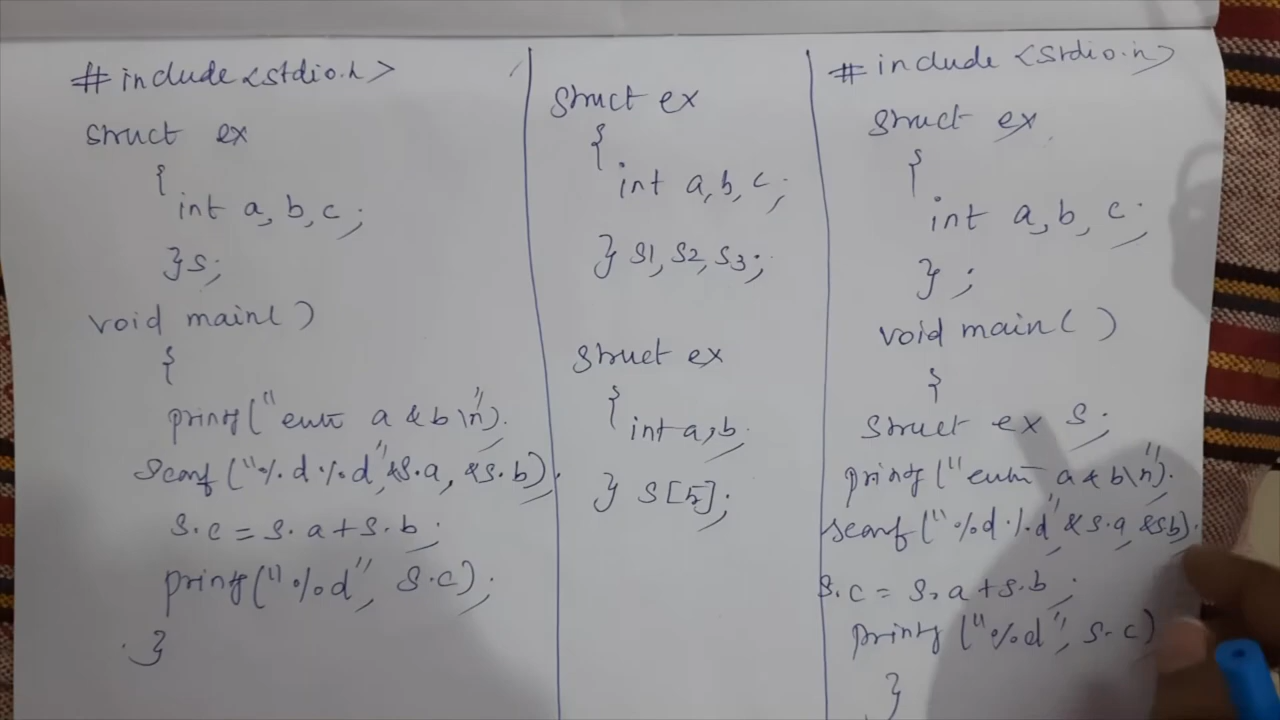 #include<stdio.h>
struct ex
{
int a, b, c;
}s;
void main()
{
printf("enter a & b \n");
scanf("%d%d",&s.a, &s.b);
s.c = s.a+s.b;
printf("%d", s.c);
}
struct ex
{
int a, b, c;
} s1, s2, s3;
struct ex
{
int a, b;
} s[5];
#include <stdio.h>
struct ex
{
int a, b, c;
} ;
void main()
{
struct ex s;
printf("enter a & b\n");
scanf("%d%d",&s.a,&s.b);
s.c = s.a+s.b ;
printf("%d", s.c)
}